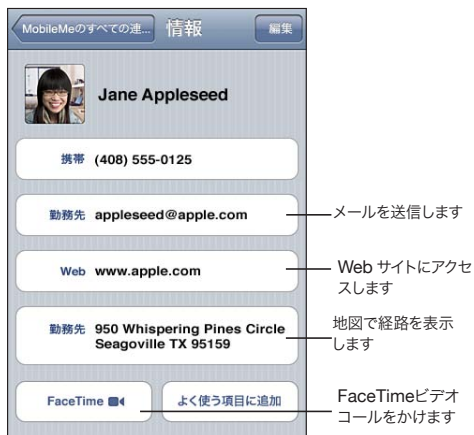 MobileMeのすべての連...
情報
編集
Jane Appleseed
携帯 (408) 555-0125
勤務先 appleseed@apple.com
メールを送信します
Web www.apple.com
Web サイトにアクセ
スします
勤務先 950 Whispering Pines Circle
Seagoville TX 95159
地図で経路を表示
します
FaceTime
よく使う項目に追加
FaceTimeビデオ
コールをかけます